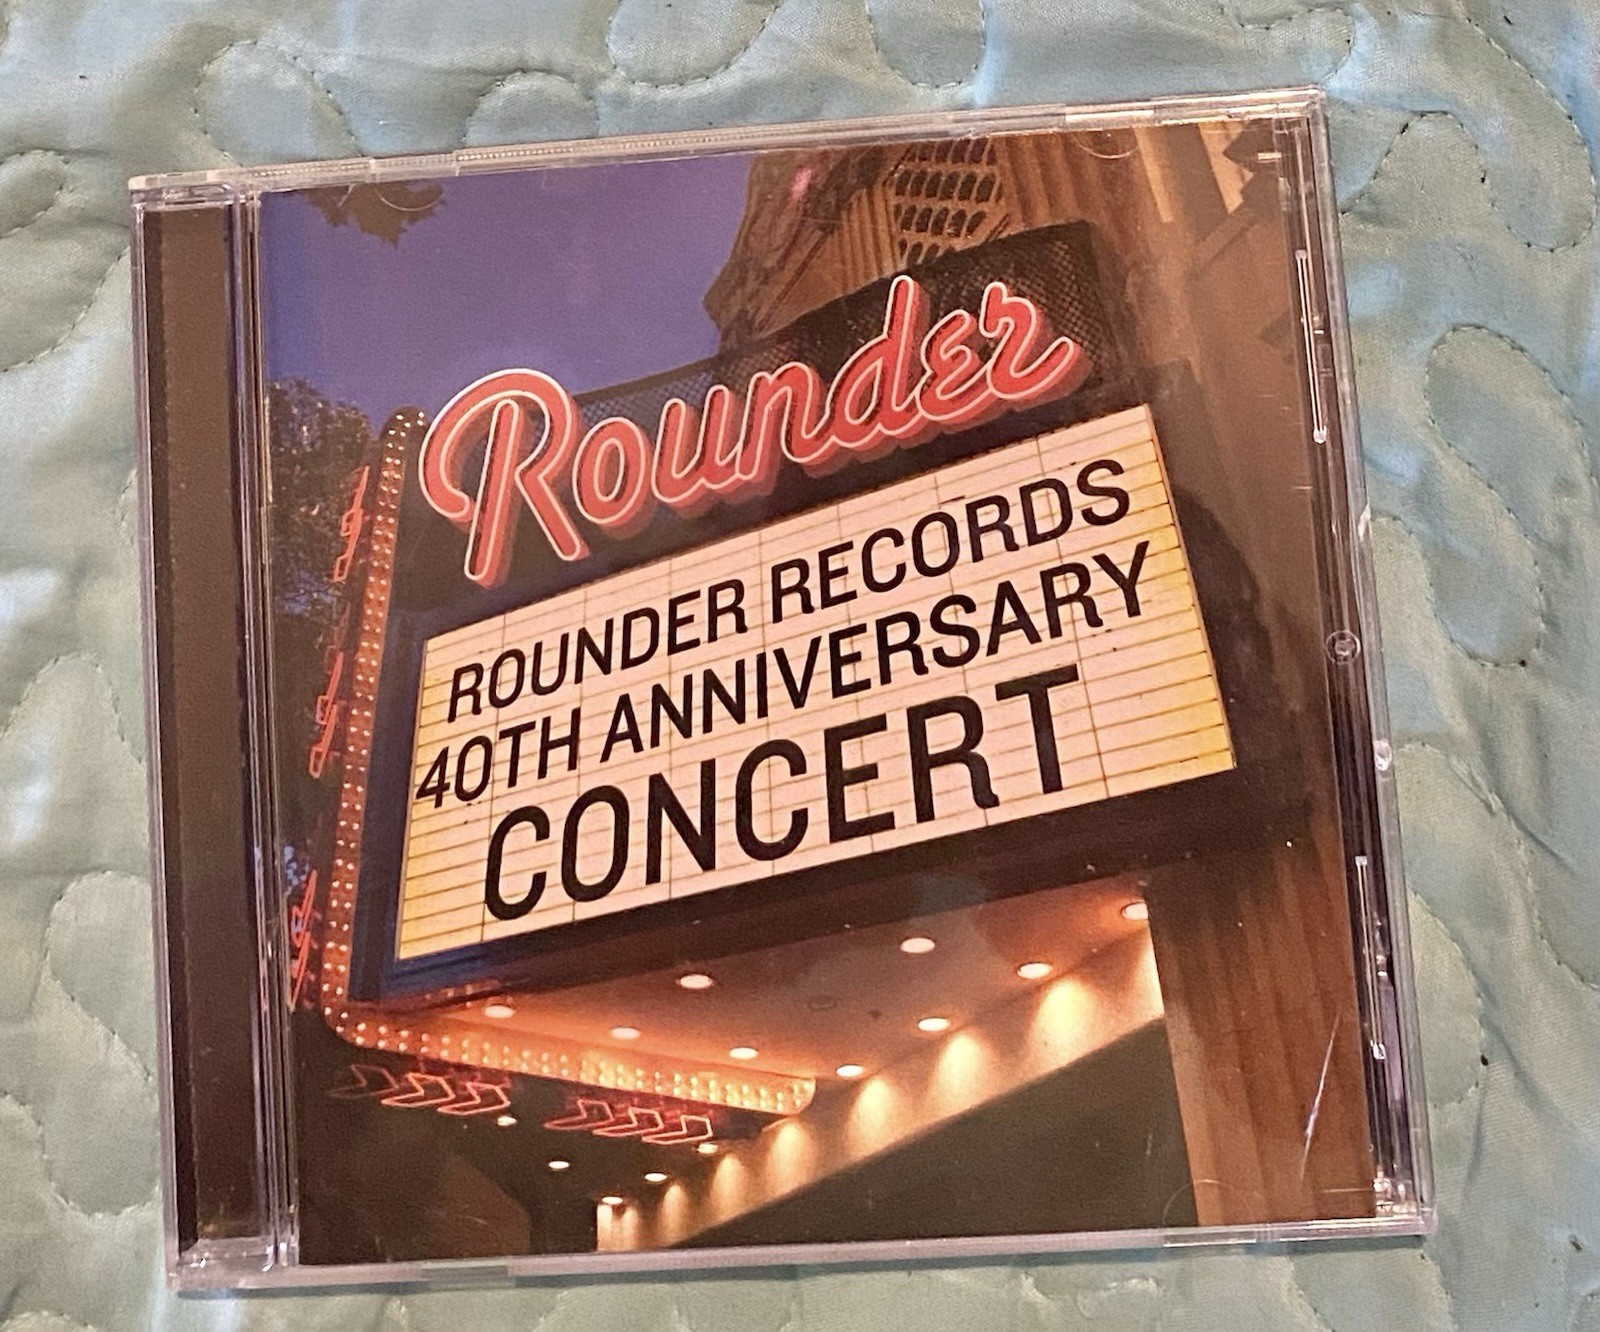 Rounder
ROUNDER RECORDS
40TH ANNIVERSARY
CONCERT